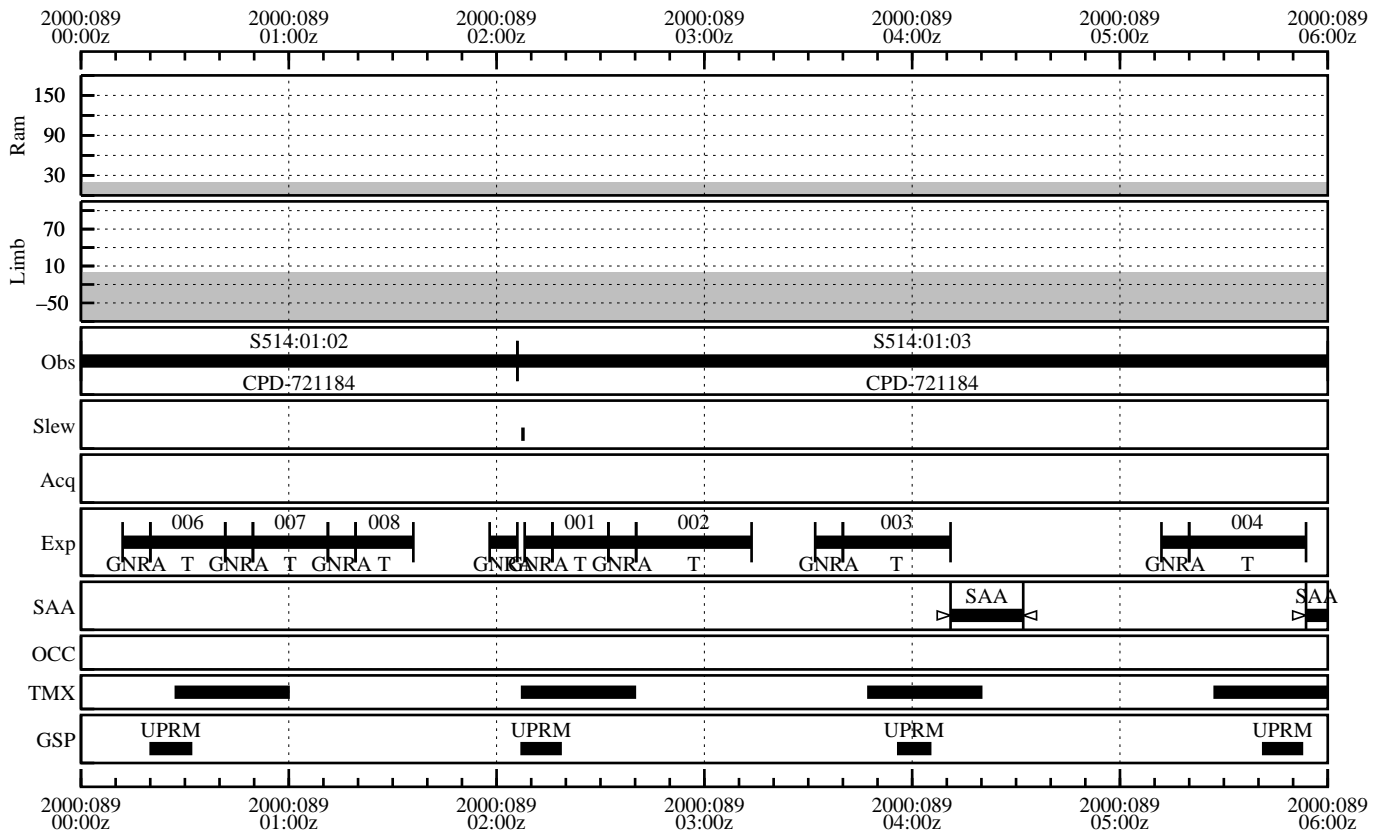 2000:089 2000:089 2000:089 2000:089 2000:089 2000:089 2000:089
00:00z 01:00z 02:00z 03:00z 04:00z 05:00z 06:00z
Ram
150
90
30
Limb
70
10
–50
Obs
S514:01:02 S514:01:03
CPD-721184 CPD-721184
Slew
Acq
Exp
006 007 008 001 002 003 004
GNRA T GNRA T GNRA T GNRA GNRA T GNRA T GNRA T GNRA T
SAA
SAA SAA
OCC
TMX
GSP
UPRM UPRM UPRM UPRM
2000:089 2000:089 2000:089 2000:089 2000:089 2000:089 2000:089
00:00z 01:00z 02:00z 03:00z 04:00z 05:00z 06:00z